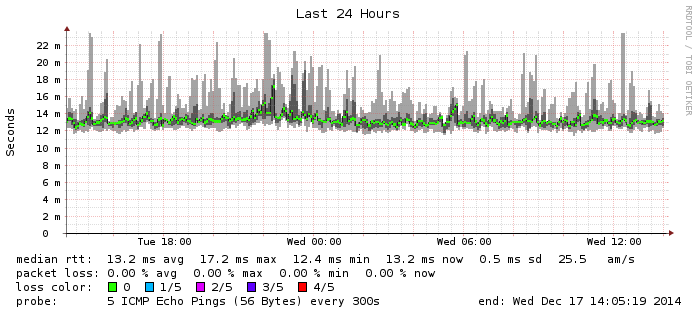 Last 24 Hours
RRDTOOL / TOBI OETIKER
Seconds
22 m
20 m
18 m
16 m
14 m
12 m
10 m
8 m
6 m
4 m
2 m
0
Tue 18:00 Wed 00:00 Wed 06:00 Wed 12:00
median rtt: 13.2 ms avg 17.2 ms max 12.4 ms min 13.2 ms now 0.5 ms sd 25.5 am/s
packet loss: 0.00 % avg 0.00 % max 0.00 % min 0.00 % now
loss color: 0 1/5 2/5 3/5 4/5
probe: 5 ICMP Echo Pings (56 Bytes) every 300s end: Wed Dec 17 14:05:19 2014